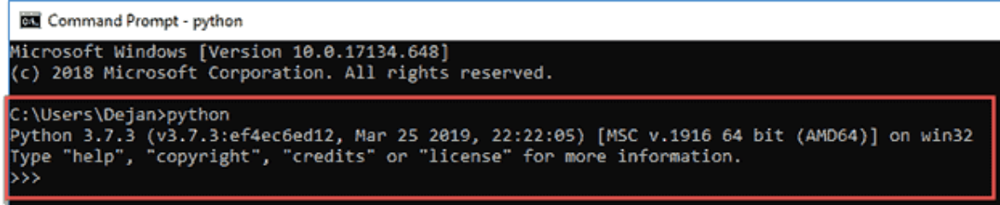 Command Prompt - python
Microsoft Windows [Version 10.0.17134.648]
(c) 2018 Microsoft Corporation. All rights reserved.
C:\Users\Dejan>python
Python 3.7.3 (v3.7.3:ef4ec6ed12, Mar 25 2019, 22:22:05) [MSC v.1916 64 bit (AMD64)] on win32
Type "help", "copyright", "credits" or "license" for more information.
>>>